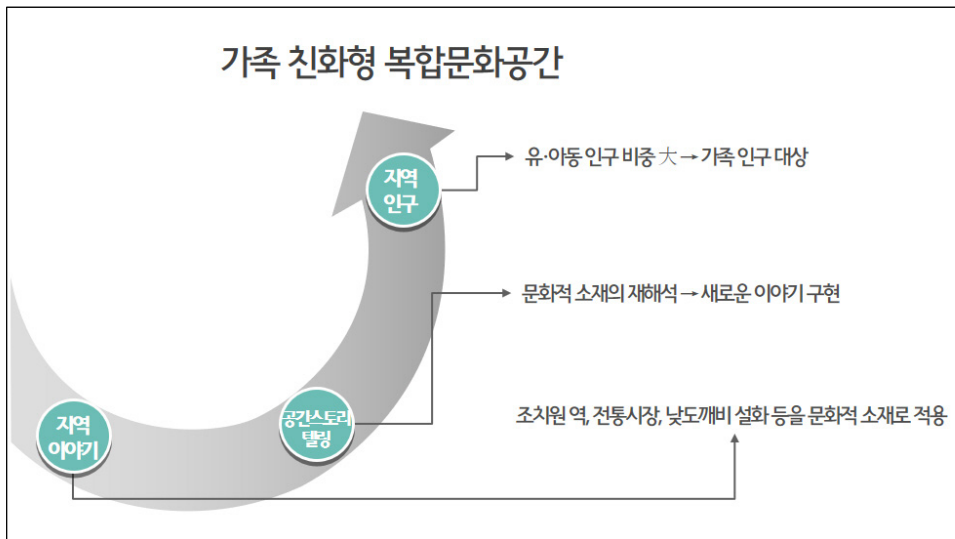 가족 친화형 복합문화공간
지역
인구
유·아동 인구 비중 大 → 가족 인구 대상
문화적 소재의 재해석 → 새로운 이야기 구현
공간스토리
텔링
지역
이야기
조치원 역, 전통시장, 낮도깨비 설화 등을 문화적 소재로 적용